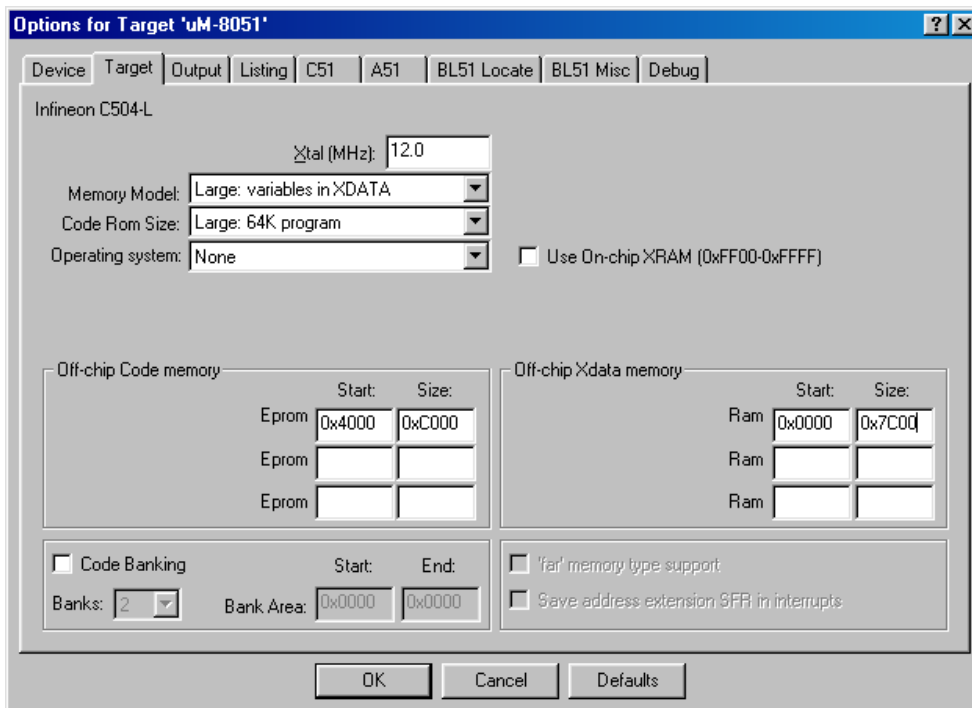 Options for Target 'uM-8051'
Device Target Output Listing C51 A51 BL51 Locate BL51 Misc Debug
Infineon C504-L
Xtal (MHz): 12.0
Memory Model: Large: variables in XDATA
Code Rom Size: Large: 64K program
Operating system: None
Use On-chip XRAM (0xFF00-0xFFFF)
Off-chip Code memory
Start: Size:
Eprom 0x4000 0xC000
Eprom
Eprom
Off-chip Xdata memory
Start: Size:
Ram 0x0000 0x7C00
Ram
Ram
Code Banking Start: End:
Banks: 2 Bank Area: 0x0000 0x0000
'far' memory type support
Save address extension SFR in interrupts
OK Cancel Defaults